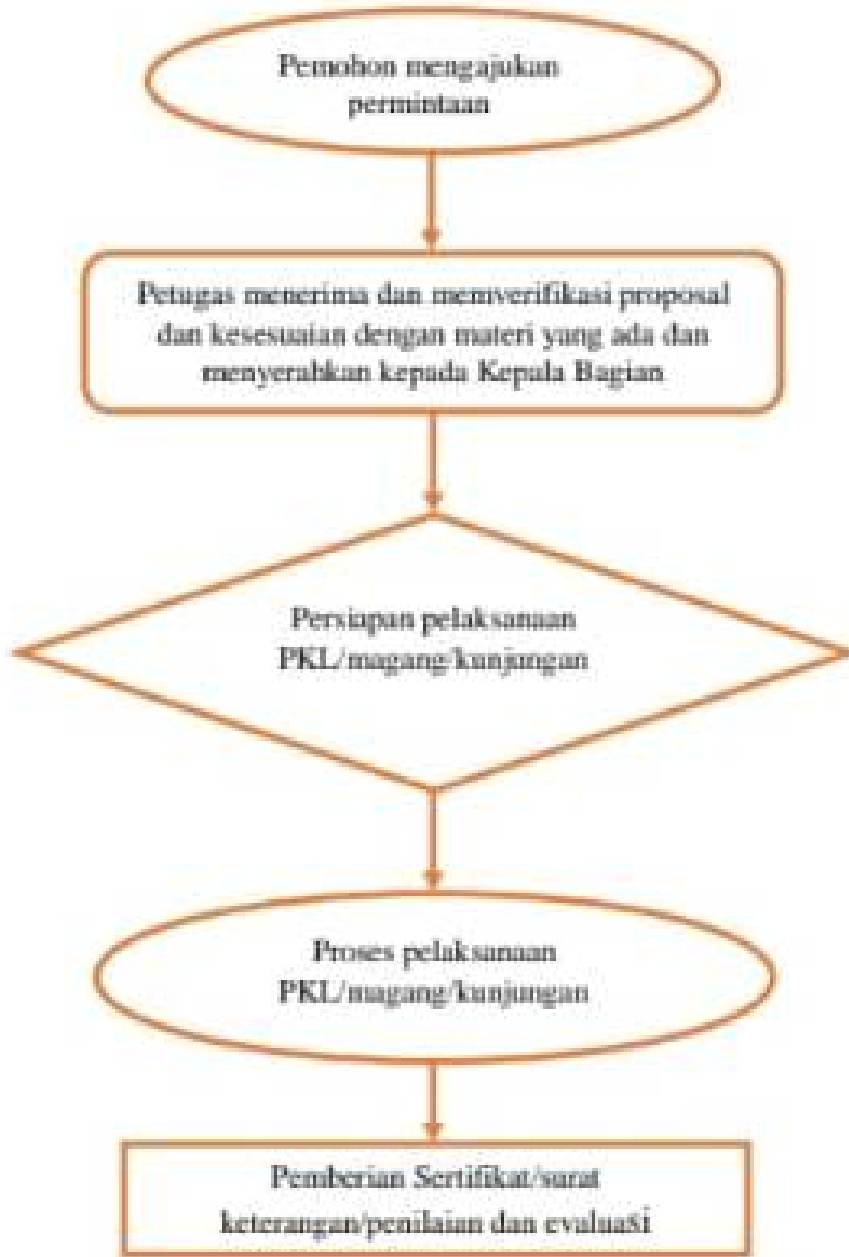 Pemohon mengajukan
permintaan
Petugas menerima dan memverifikasi proposal
dan kesesuaian dengan materi yang ada dan
menyerahkan kepada Kepala Bagian
Persiapan pelaksanaan
PKL/magang/kunjungan
Proses pelaksanaan
PKL/magang/kunjungan
Pemberian Sertifikat/surat
keterangan/penilaian dan evaluasi